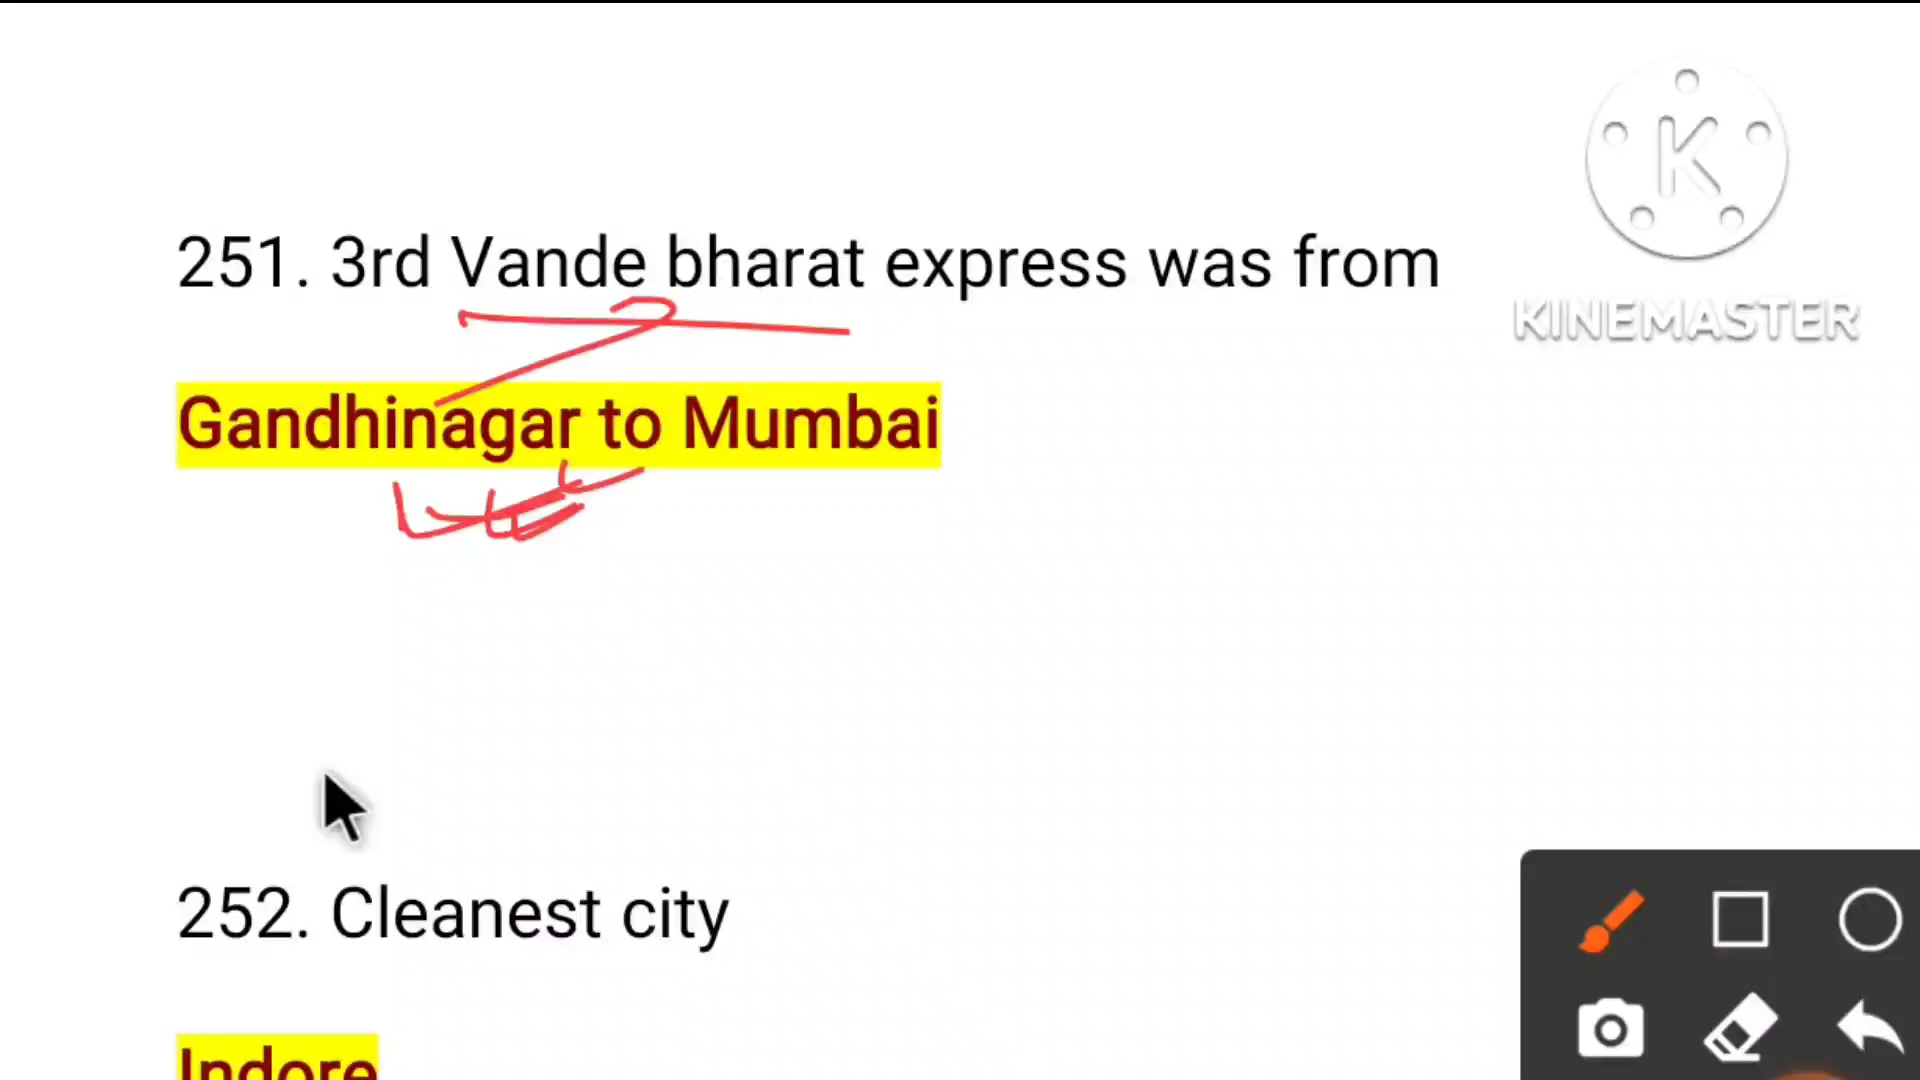 251. 3rd Vande bharat express was from
Gandhinagar to Mumbai
252. Cleanest city
Indore
K
KINEMASTER